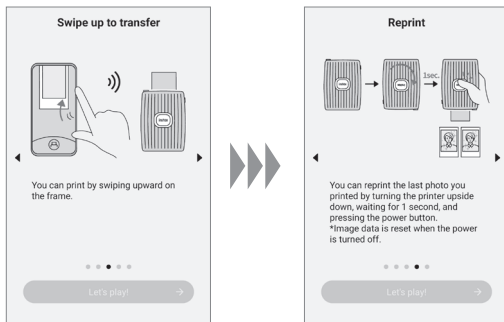 Swipe up to transfer
You can print by swiping upward on
the frame.
Let's play!
Reprint
1sec.
You can reprint the last photo you
printed by turning the printer upside
down, waiting for 1 second, and
pressing the power button.
*Image data is reset when the power
is turned off.
Let's play!